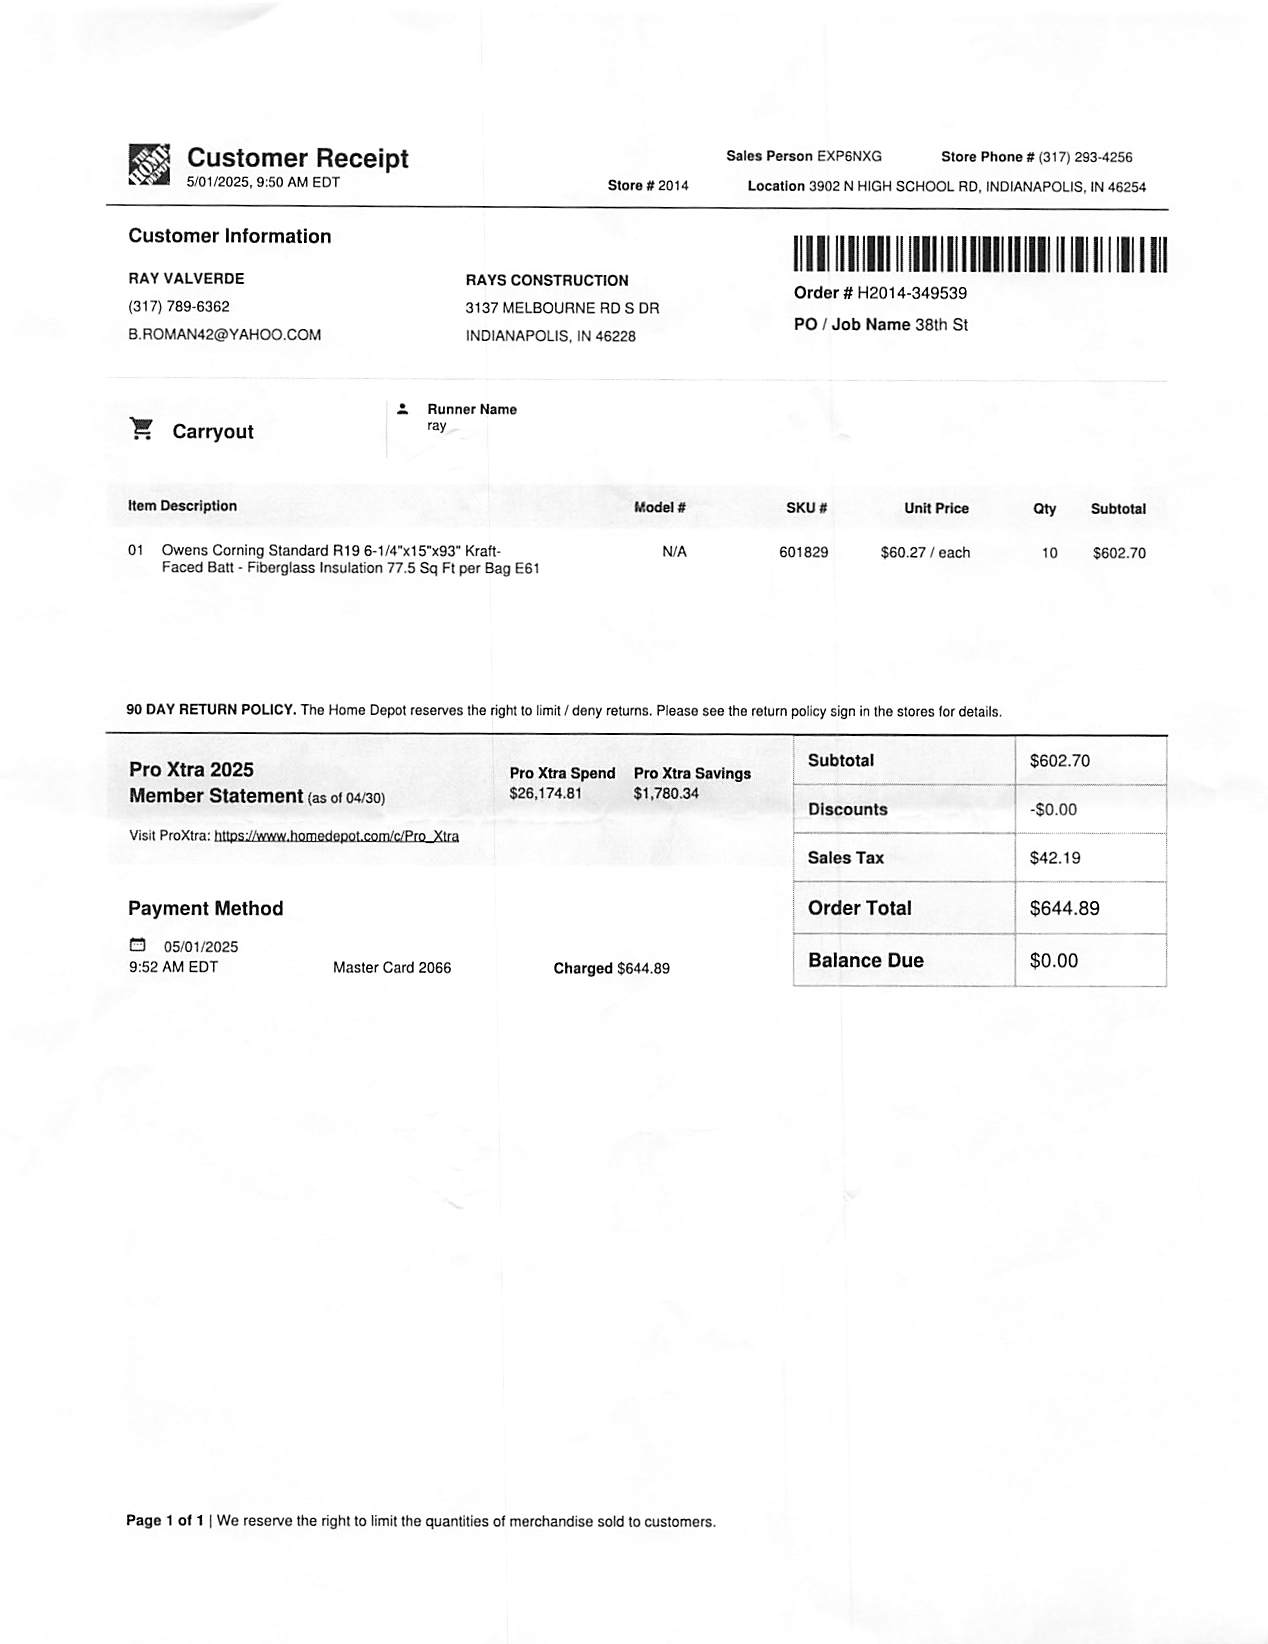 THE HOME DEPOT
Customer Receipt
5/01/2025, 9:50 AM EDT
Sales Person EXP6NXG
Store Phone # (317) 293-4256
Store # 2014
Location 3902 N HIGH SCHOOL RD, INDIANAPOLIS, IN 46254
Customer Information
RAY VALVERDE
(317) 789-6362
B.ROMAN42@YAHOO.COM
RAYS CONSTRUCTION
3137 MELBOURNE RD S DR
INDIANAPOLIS, IN 46228
Order # H2014-349539
PO / Job Name 38th St
Carryout
Runner Name
ray
Item Description Model # SKU # Unit Price Qty Subtotal
01 Owens Corning Standard R19 6-1/4"x15"x93" Kraft- N/A 601829 $60.27 / each 10 $602.70
Faced Batt - Fiberglass Insulation 77.5 Sq Ft per Bag E61
90 DAY RETURN POLICY. The Home Depot reserves the right to limit / deny returns. Please see the return policy sign in the stores for details.
Pro Xtra 2025
Member Statement (as of 04/30)
Pro Xtra Spend Pro Xtra Savings
$26,174.81 $1,780.34
Visit ProXtra: https://www.homedepot.com/c/Pro_Xtra
Subtotal $602.70
Discounts -$0.00
Sales Tax $42.19
Order Total $644.89
Balance Due $0.00
Payment Method
05/01/2025
9:52 AM EDT Master Card 2066 Charged $644.89
Page 1 of 1 | We reserve the right to limit the quantities of merchandise sold to customers.